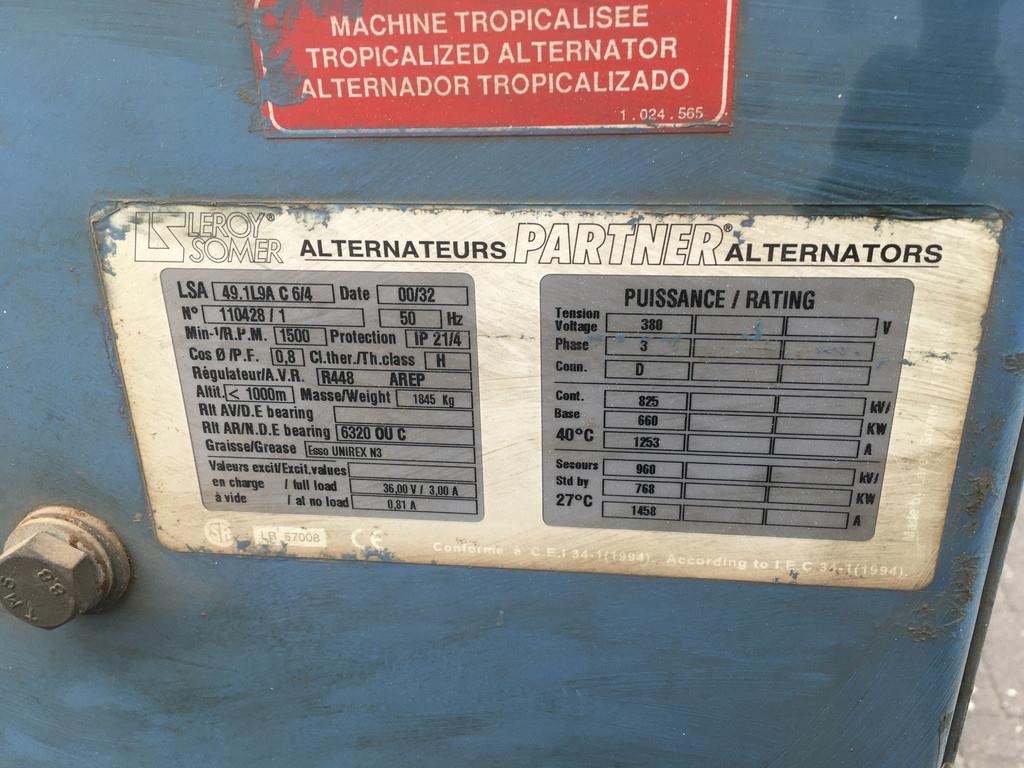 MACHINE TROPICALISEE
TROPICALIZED ALTERNATOR
ALTERNADOR TROPICALIZADO
1.024.565
LEROY® SOMER ALTERNATEURS PARTNER® ALTERNATORS
LSA 49.1L9A C 6/4 Date 00/32
N° 110428 / 1 50 Hz
Min-¹/R.P.M. 1500 Protection IP 21/4
Cos Ø /P.F. 0,8 Cl.ther./Th.class H
Régulateur/A.V.R. R448 AREP
Altit. < 1000m Masse/Weight 1845 Kg
Rlt AV/D.E bearing
Rlt AR/N.D.E bearing 6320 OU C
Graisse/Grease Esso UNIREX N3
Valeurs excit/Excit.values
en charge / full load 36,00 V / 3,00 A
à vide / at no load 0,81 A
PUISSANCE / RATING
Tension
Voltage 380 V
Phase 3
Conn. D
Cont. 825 kVA
Base 660 KW
40°C 1253 A
Secours 960 kVA
Std by 768 KW
27°C 1458 A
LR 57008 CE
Conforme à C.E.I 34-1(1994). According to I.E.C 34-1(1994).
KM8
8.8